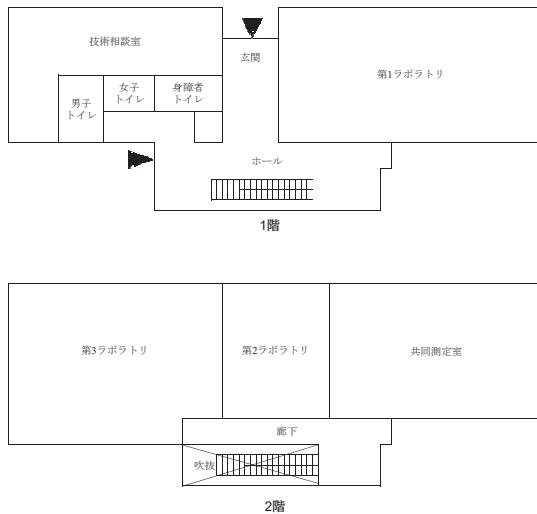 技術相談室
玄関
第1ラボラトリ
女子
トイレ
身障者
トイレ
男子
トイレ
ホール
1階
第3ラボラトリ
第2ラボラトリ
共同測定室
廊下
吹抜
2階